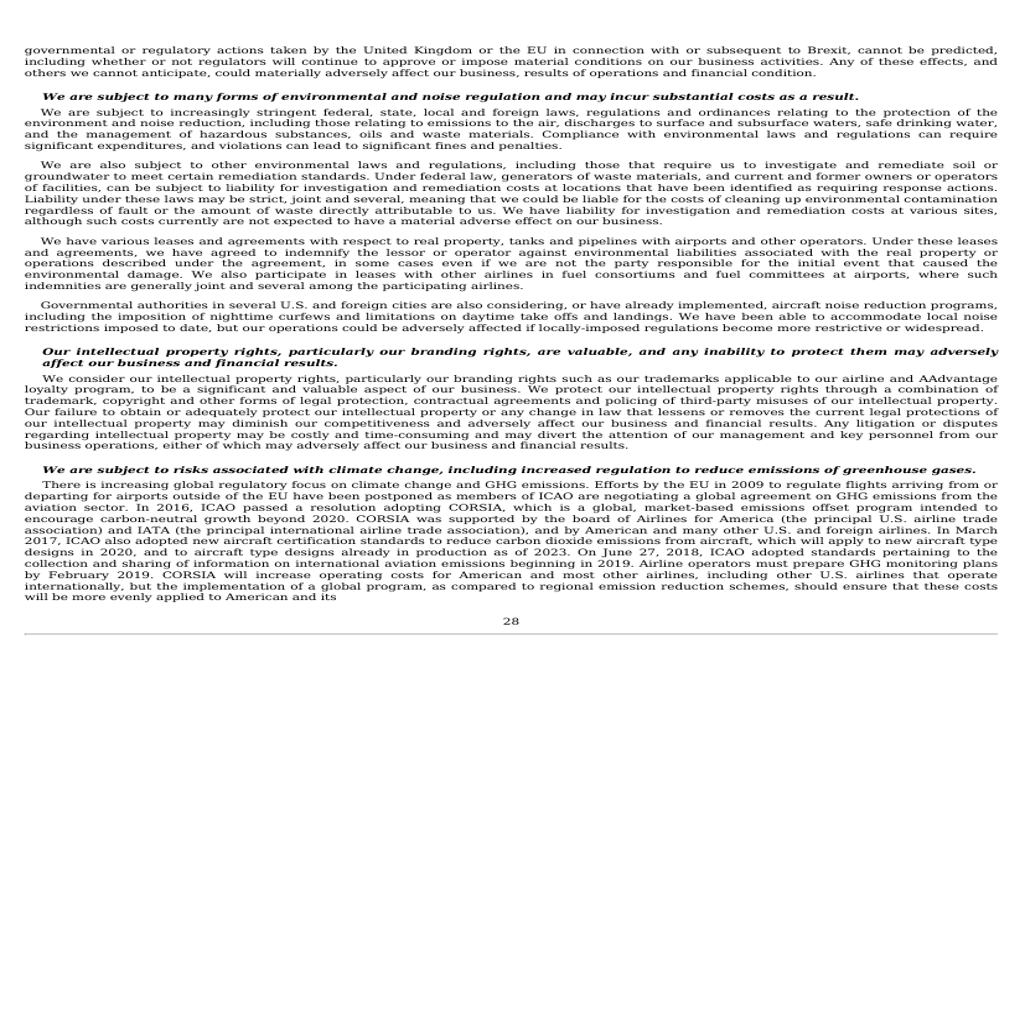 governmental or regulatory actions taken by the United Kingdom or the EU in connection with or subsequent to Brexit, cannot be predicted,
including whether or not regulators will continue to approve or impose material conditions on our business activities. Any of these effects, and
others we cannot anticipate, could materially adversely affect our business, results of operations and financial condition.
We are subject to many forms of environmental and noise regulation and may incur substantial costs as a result.
We are subject to increasingly stringent federal, state, local and foreign laws, regulations and ordinances relating to the protection of the
environment and noise reduction, including those relating to emissions to the air, discharges to surface and subsurface waters, safe drinking water,
and the management of hazardous substances, oils and waste materials. Compliance with environmental laws and regulations can require
significant expenditures, and violations can lead to significant fines and penalties.
We are also subject to other environmental laws and regulations, including those that require us to investigate and remediate soil or
groundwater to meet certain remediation standards. Under federal law, generators of waste materials, and current and former owners or operators
of facilities, can be subject to liability for investigation and remediation costs at locations that have been identified as requiring response actions.
Liability under these laws may be strict, joint and several, meaning that we could be liable for the costs of cleaning up environmental contamination
regardless of fault or the amount of waste directly attributable to us. We have liability for investigation and remediation costs at various sites,
although such costs currently are not expected to have a material adverse effect on our business.
We have various leases and agreements with respect to real property, tanks and pipelines with airports and other operators. Under these leases
and agreements, we have agreed to indemnify the lessor or operator against environmental liabilities associated with the real property or
operations described under the agreement, in some cases even if we are not the party responsible for the initial event that caused the
environmental damage. We also participate in leases with other airlines in fuel consortiums and fuel committees at airports, where such
indemnities are generally joint and several among the participating airlines.
Governmental authorities in several U.S. and foreign cities are also considering, or have already implemented, aircraft noise reduction programs,
including the imposition of nighttime curfews and limitations on daytime take offs and landings. We have been able to accommodate local noise
restrictions imposed to date, but our operations could be adversely affected if locally-imposed regulations become more restrictive or widespread.
Our intellectual property rights, particularly our branding rights, are valuable, and any inability to protect them may adversely
affect our business and financial results.
We consider our intellectual property rights, particularly our branding rights such as our trademarks applicable to our airline and AAdvantage
loyalty program, to be a significant and valuable aspect of our business. We protect our intellectual property rights through a combination of
trademark, copyright and other forms of legal protection, contractual agreements and policing of third-party misuses of our intellectual property.
Our failure to obtain or adequately protect our intellectual property or any change in law that lessens or removes the current legal protections of
our intellectual property may diminish our competitiveness and adversely affect our business and financial results. Any litigation or disputes
regarding intellectual property may be costly and time-consuming and may divert the attention of our management and key personnel from our
business operations, either of which may adversely affect our business and financial results.
We are subject to risks associated with climate change, including increased regulation to reduce emissions of greenhouse gases.
There is increasing global regulatory focus on climate change and GHG emissions. Efforts by the EU in 2009 to regulate flights arriving from or
departing for airports outside of the EU have been postponed as members of ICAO are negotiating a global agreement on GHG emissions from the
aviation sector. In 2016, ICAO passed a resolution adopting CORSIA, which is a global, market-based emissions offset program intended to
encourage carbon-neutral growth beyond 2020. CORSIA was supported by the board of Airlines for America (the principal U.S. airline trade
association) and IATA (the principal international airline trade association), and by American and many other U.S. and foreign airlines. In March
2017, ICAO also adopted new aircraft certification standards to reduce carbon dioxide emissions from aircraft, which will apply to new aircraft type
designs in 2020, and to aircraft type designs already in production as of 2023. On June 27, 2018, ICAO adopted standards pertaining to the
collection and sharing of information on international aviation emissions beginning in 2019. Airline operators must prepare GHG monitoring plans
by February 2019. CORSIA will increase operating costs for American and most other airlines, including other U.S. airlines that operate
internationally, but the implementation of a global program, as compared to regional emission reduction schemes, should ensure that these costs
will be more evenly applied to American and its
28